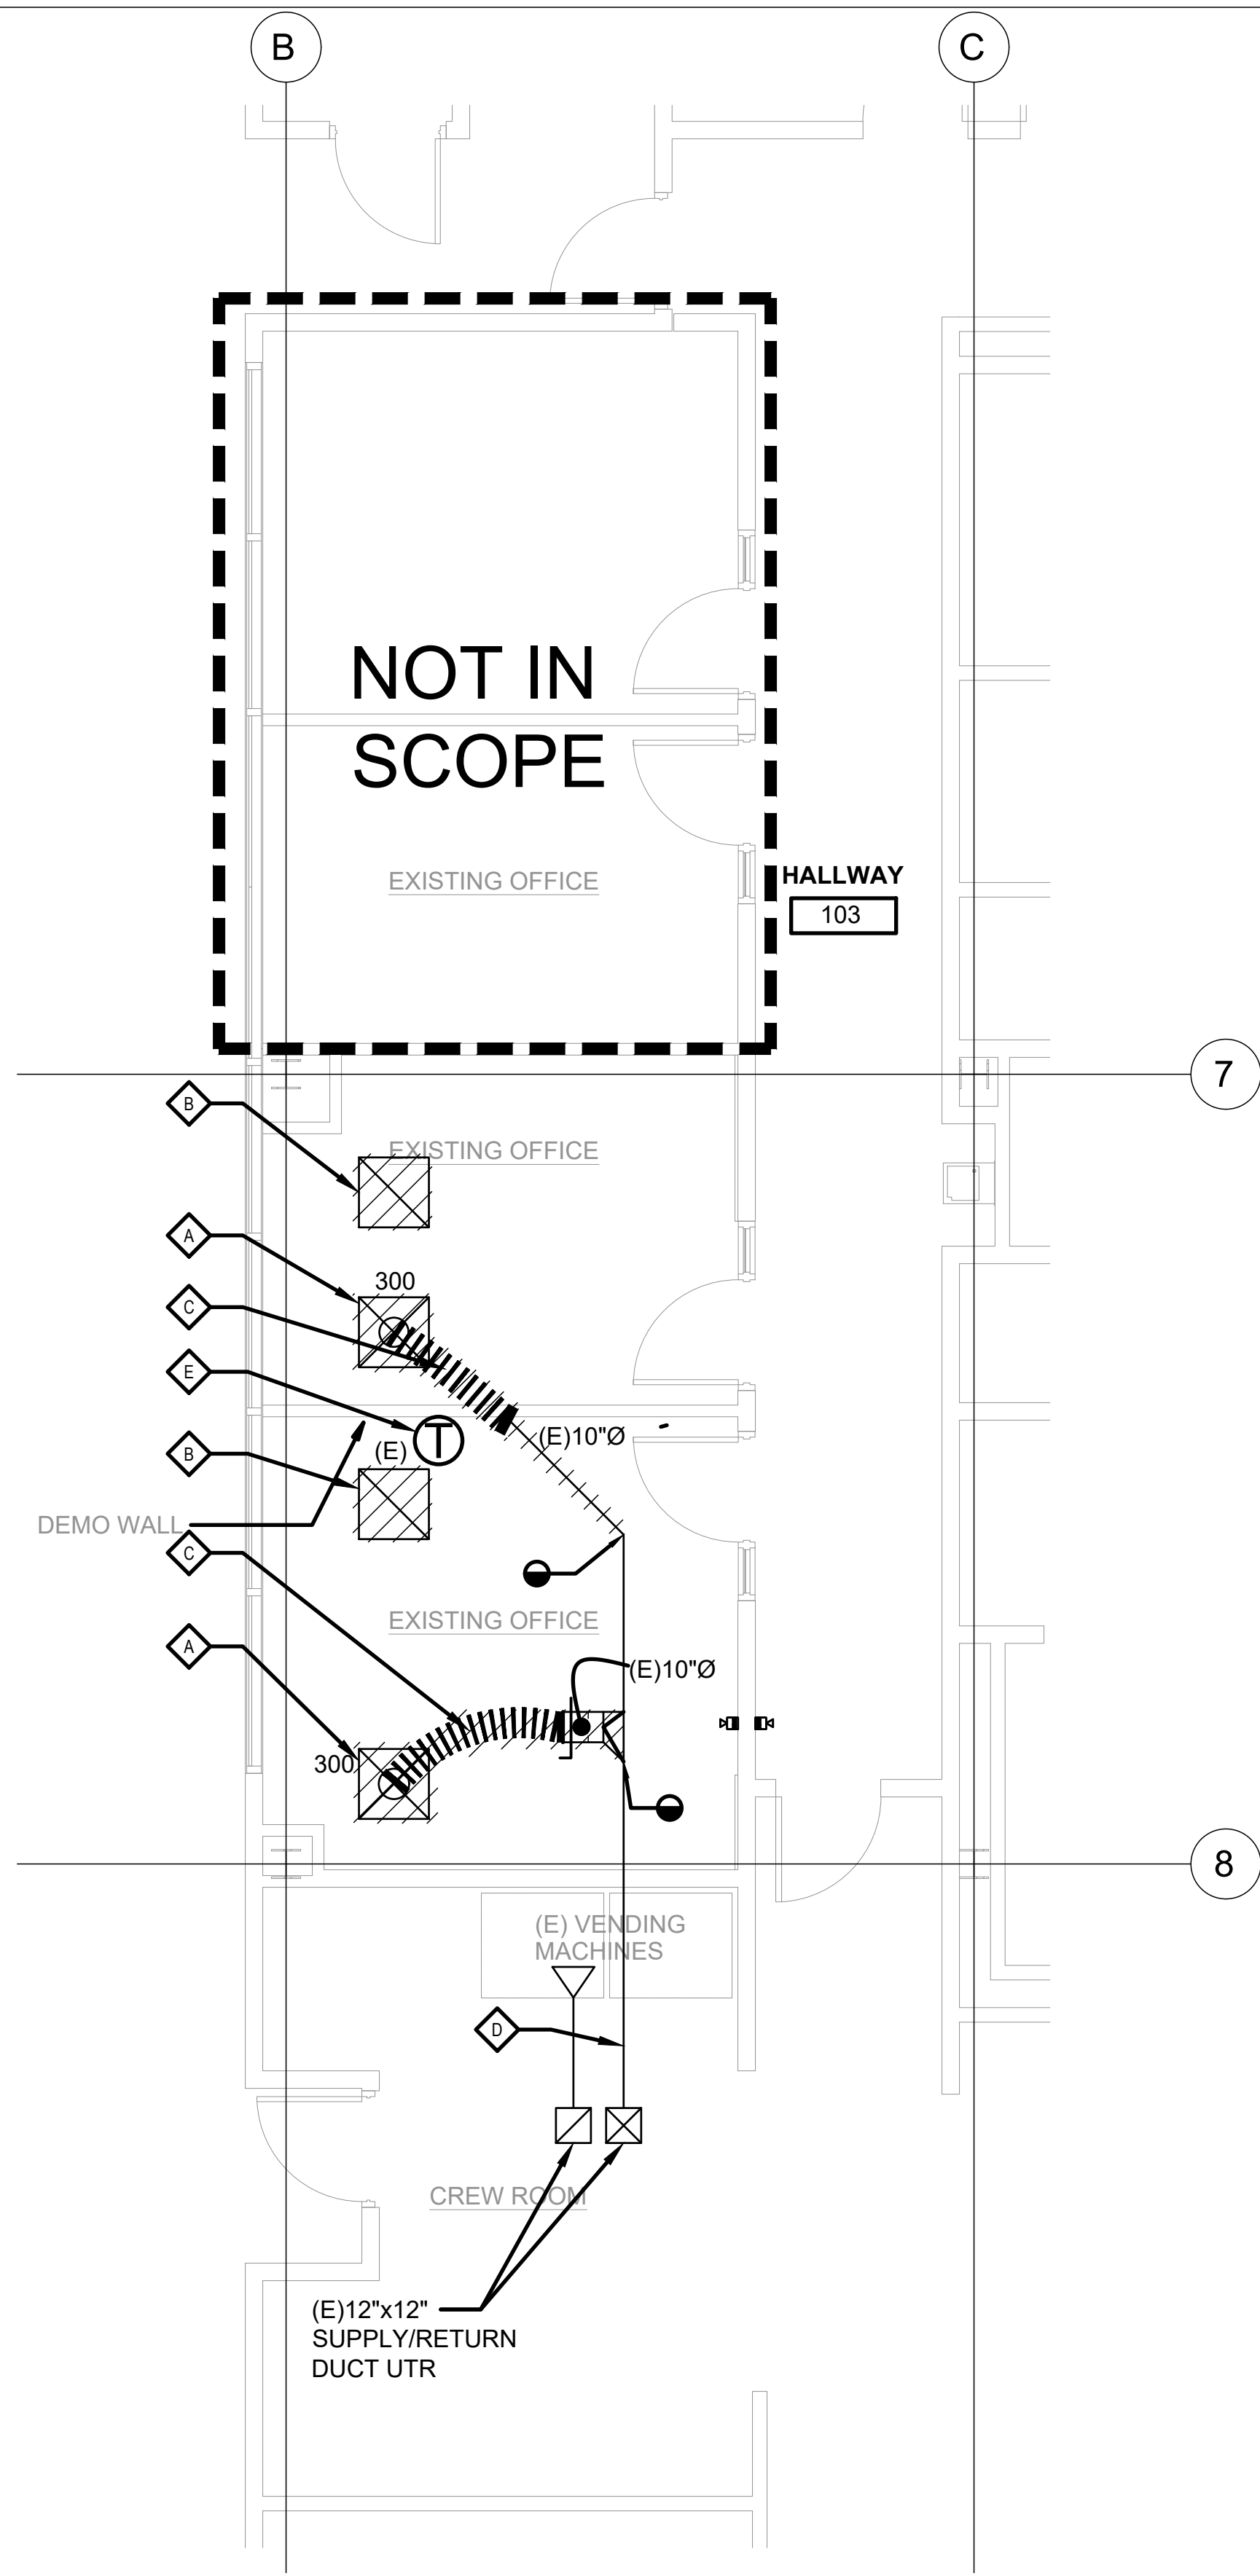 B
C
NOT IN
SCOPE
EXISTING OFFICE
HALLWAY
103
7
B
EXISTING OFFICE
A
300
C
E
(E)
T
(E)10"Ø
B
DEMO WALL
C
EXISTING OFFICE
A
(E)10"Ø
300
8
(E) VENDING
MACHINES
D
CREW ROOM
(E)12"x12"
SUPPLY/RETURN
DUCT UTR